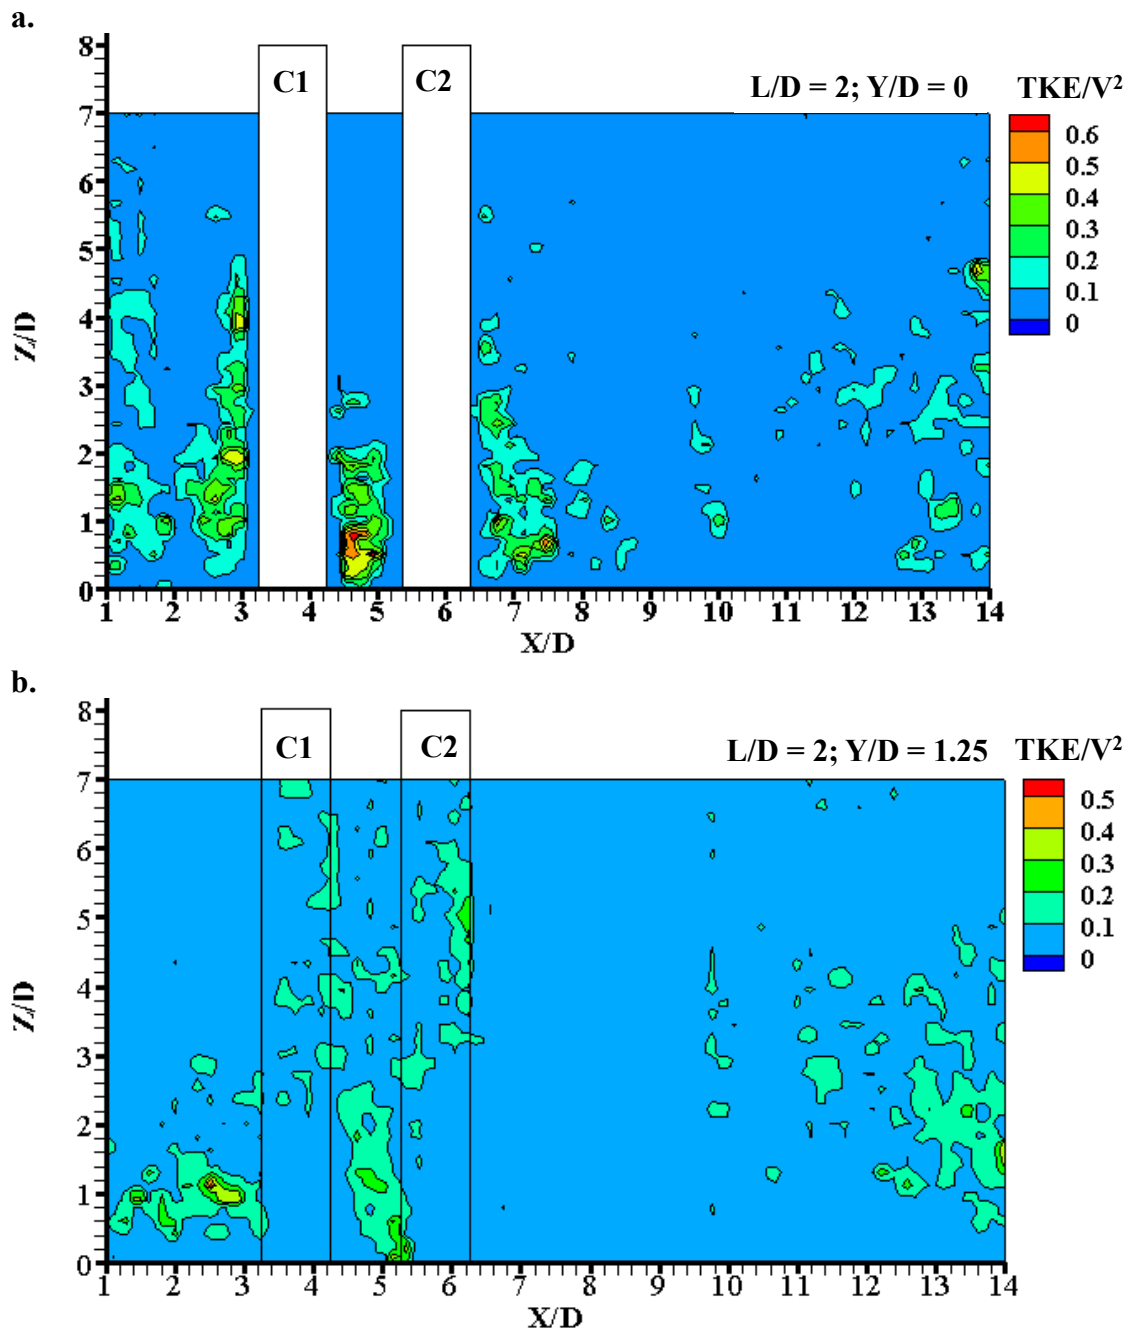 a.
C1
C2
L/D = 2; Y/D = 0
TKE/V²
8
7
6
5
4
3
2
1
0
Z/D
0.6
0.5
0.4
0.3
0.2
0.1
0
1 2 3 4 5 6 7 8 9 10 11 12 13 14
X/D
b.
C1
C2
L/D = 2; Y/D = 1.25
TKE/V²
8
7
6
5
4
3
2
1
0
Z/D
0.5
0.4
0.3
0.2
0.1
0
1 2 3 4 5 6 7 8 9 10 11 12 13 14
X/D